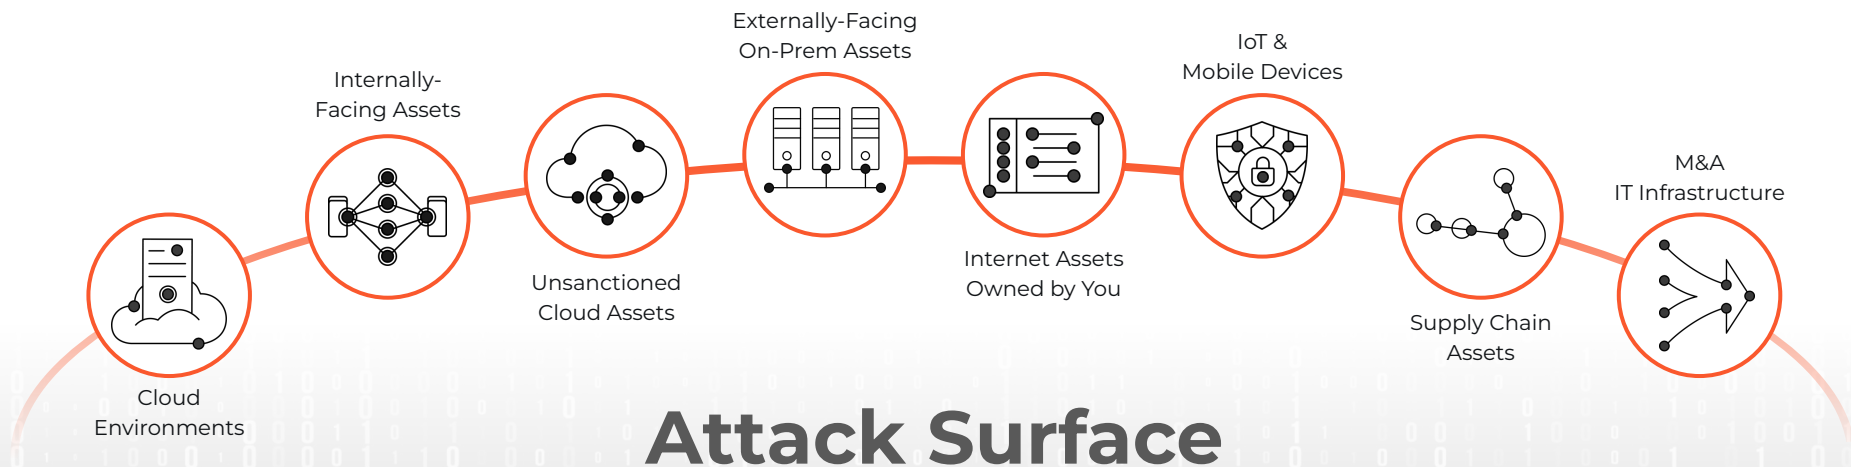 Cloud
Environments
Internally-
Facing Assets
Unsanctioned
Cloud Assets
Externally-Facing
On-Prem Assets
Internet Assets
Owned by You
IoT &
Mobile Devices
Supply Chain
Assets
M&A
IT Infrastructure
Attack Surface